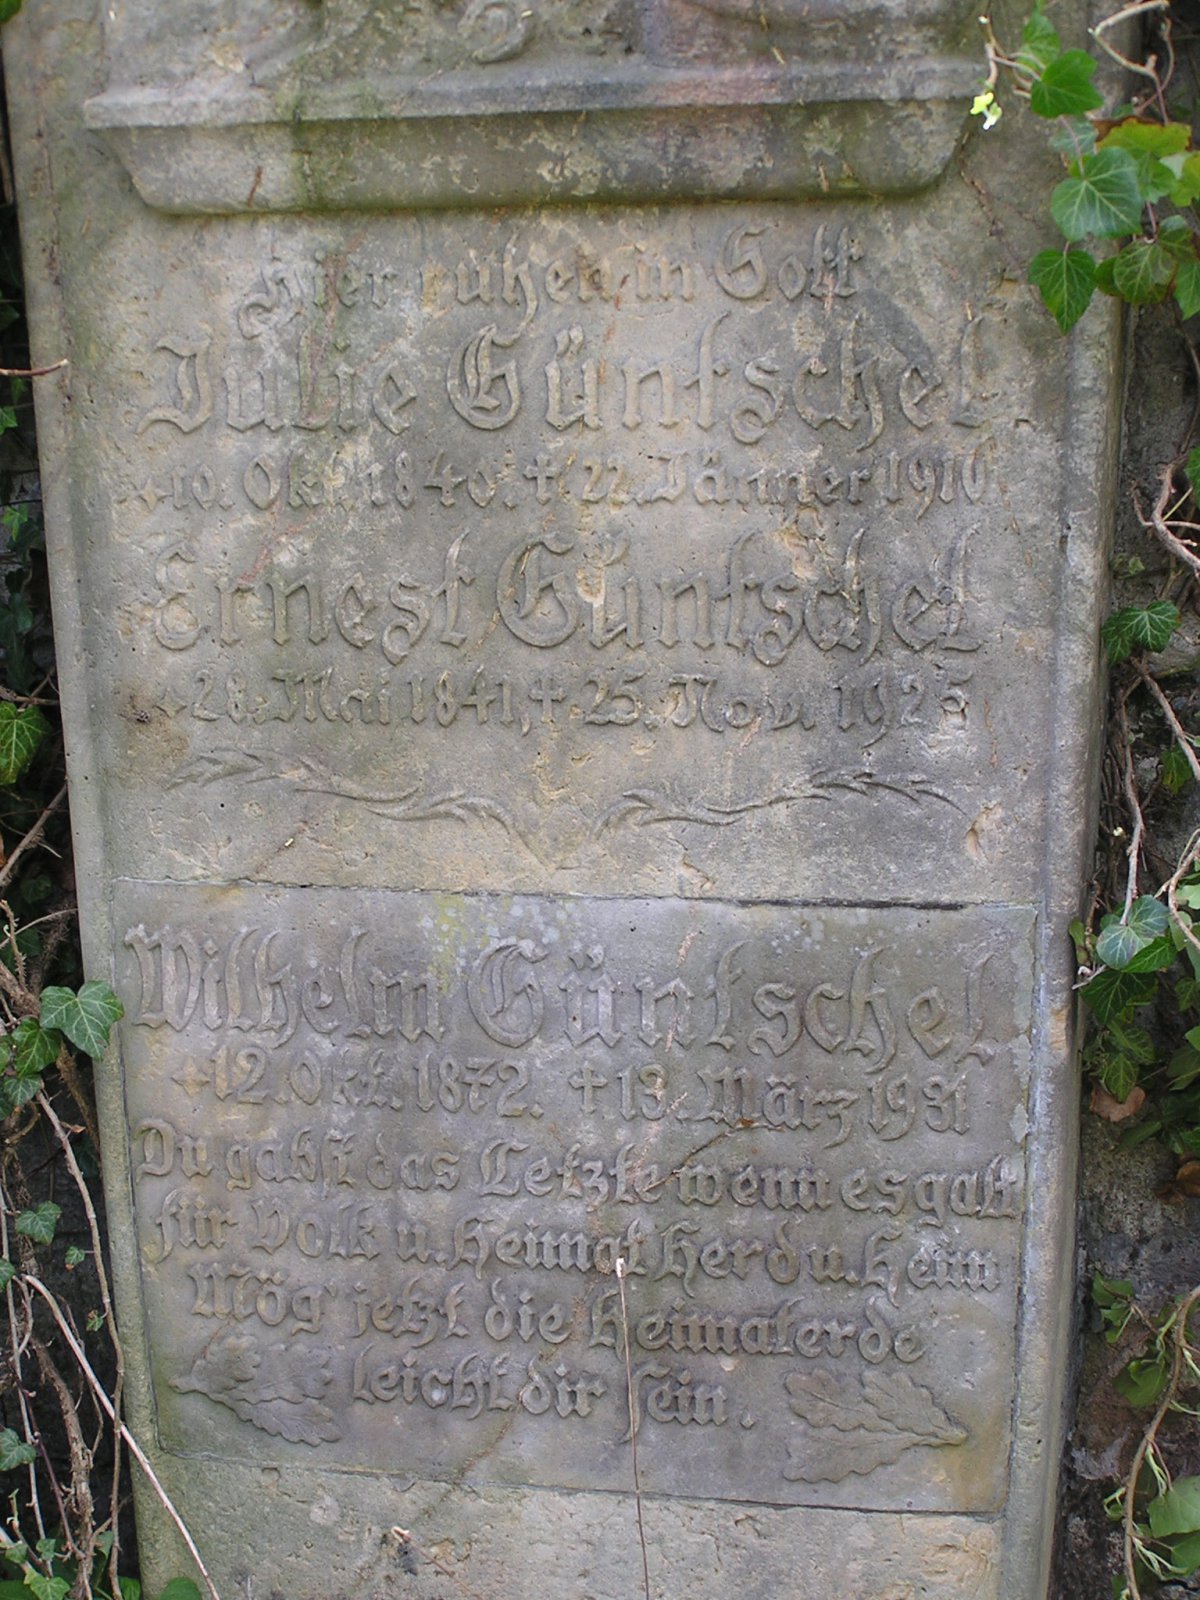 Hier ruhen in Gott
Julie Güntschel
10. Okt. 1840. † 22. Jänner 1910
Ernest Güntschel
28. Mai 1841, † 25. Nov. 1925
Wilhelm Güntschel
12. Okt. 1872. † 13. März 1931
Du gabst das Letzte wenn es galt
für Volk u. Heimat Herd u. Heim
Mög' jetzt die Heimaterde
leicht dir sein.